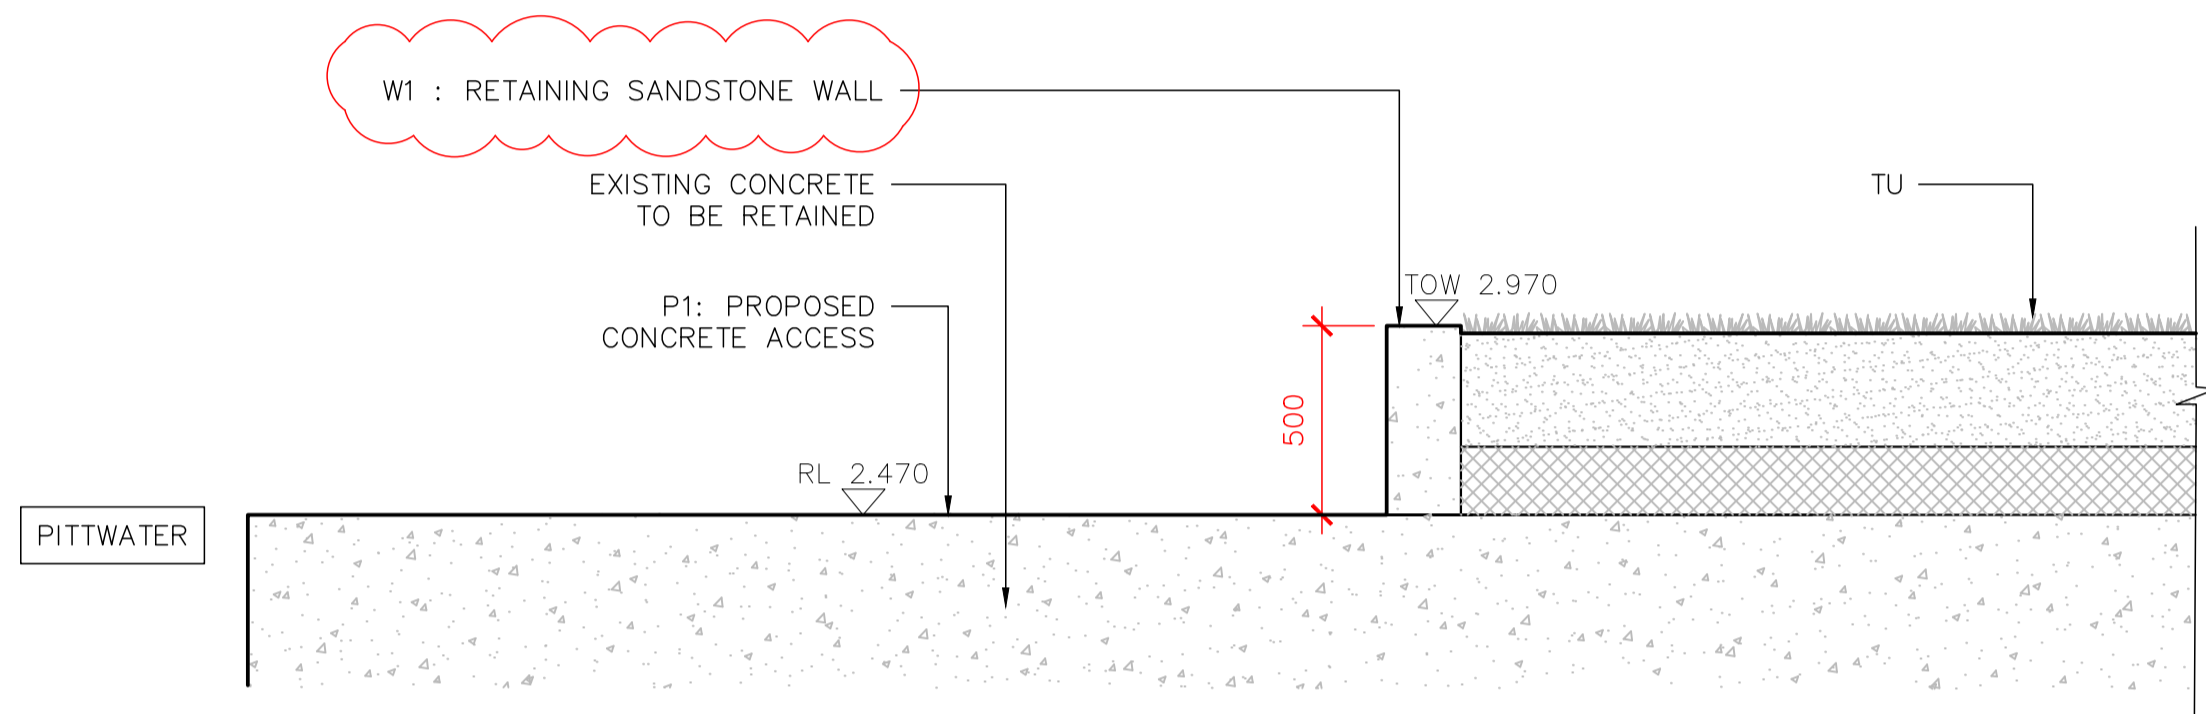 W1 : RETAINING SANDSTONE WALL
EXISTING CONCRETE
TO BE RETAINED
TU
P1: PROPOSED
CONCRETE ACCESS
TOW 2.970
500
RL 2.470
PITTWATER